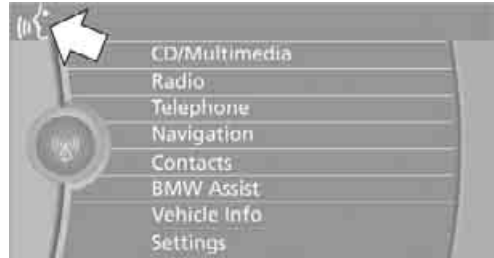 CD/Multimedia
Radio
Telephone
Navigation
Contacts
BMW Assist
Vehicle Info
Settings